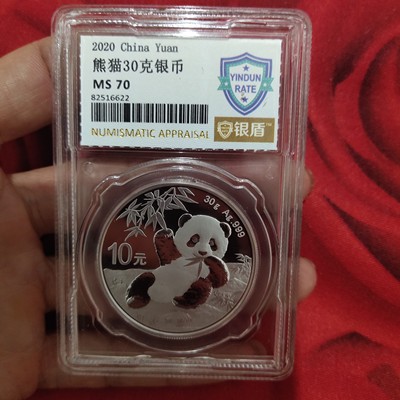 2020 China Yuan
熊猫30克银币
MS 70
82516622
YINDUN
RATE
NUMISMATIC APPRAISAL
银盾
30g Ag.999
10元